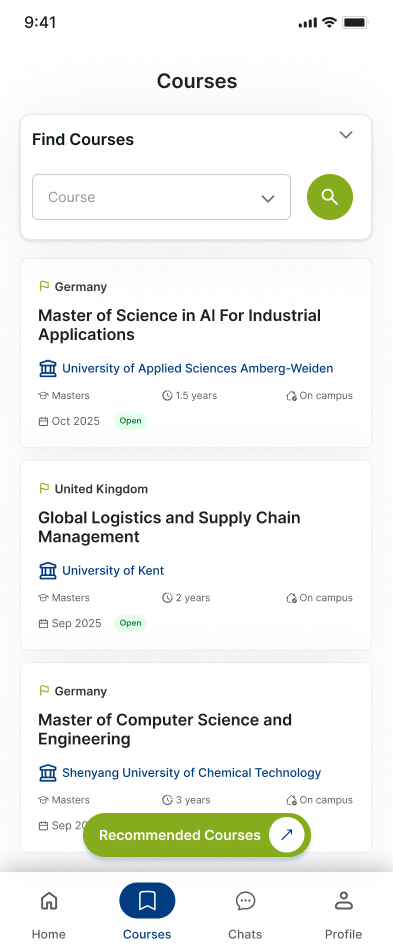 9:41
Courses
Find Courses
Course
Germany
Master of Science in AI For Industrial
Applications
University of Applied Sciences Amberg-Weiden
Masters 1.5 years On campus
Oct 2025 Open
United Kingdom
Global Logistics and Supply Chain
Management
University of Kent
Masters 2 years On campus
Sep 2025 Open
Germany
Master of Computer Science and
Engineering
Shenyang University of Chemical Technology
Masters 3 years On campus
Sep 20
Recommended Courses
Home Courses Chats Profile